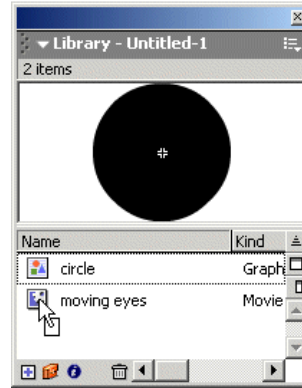 Library - Untitled-1
2 items
Name Kind
circle Graph
moving eyes Movie